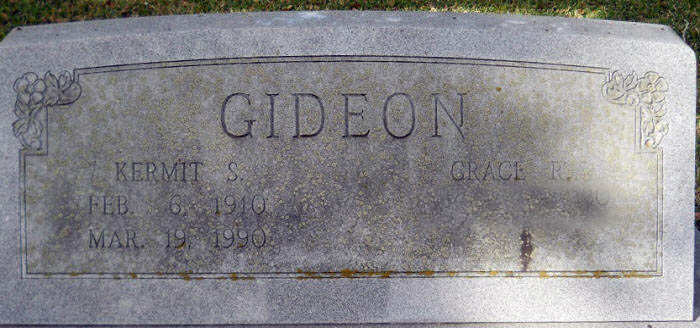 GIDEON
KERMIT S.
FEB. 6, 1910
MAR. 19, 1990
GRACE R.